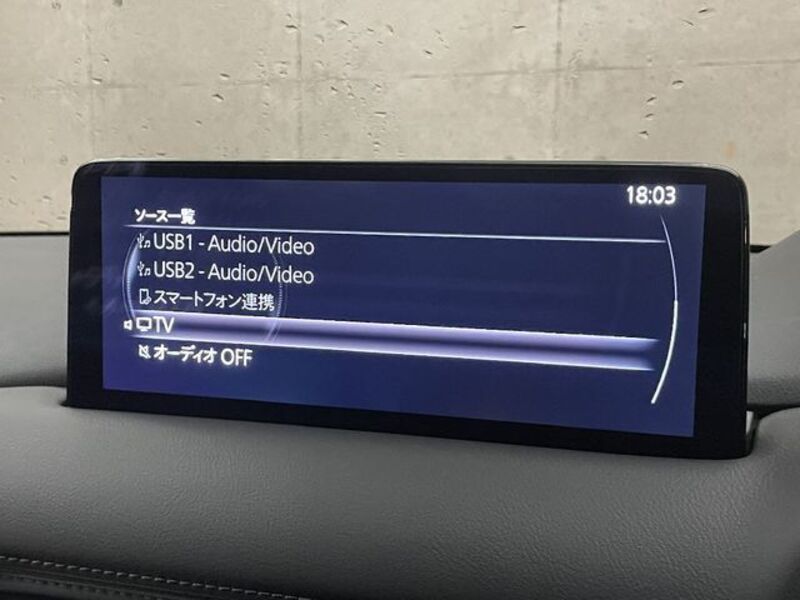 18:03
ソース一覧
USB1 - Audio/Video
USB2 - Audio/Video
スマートフォン連携
TV
オーディオ OFF